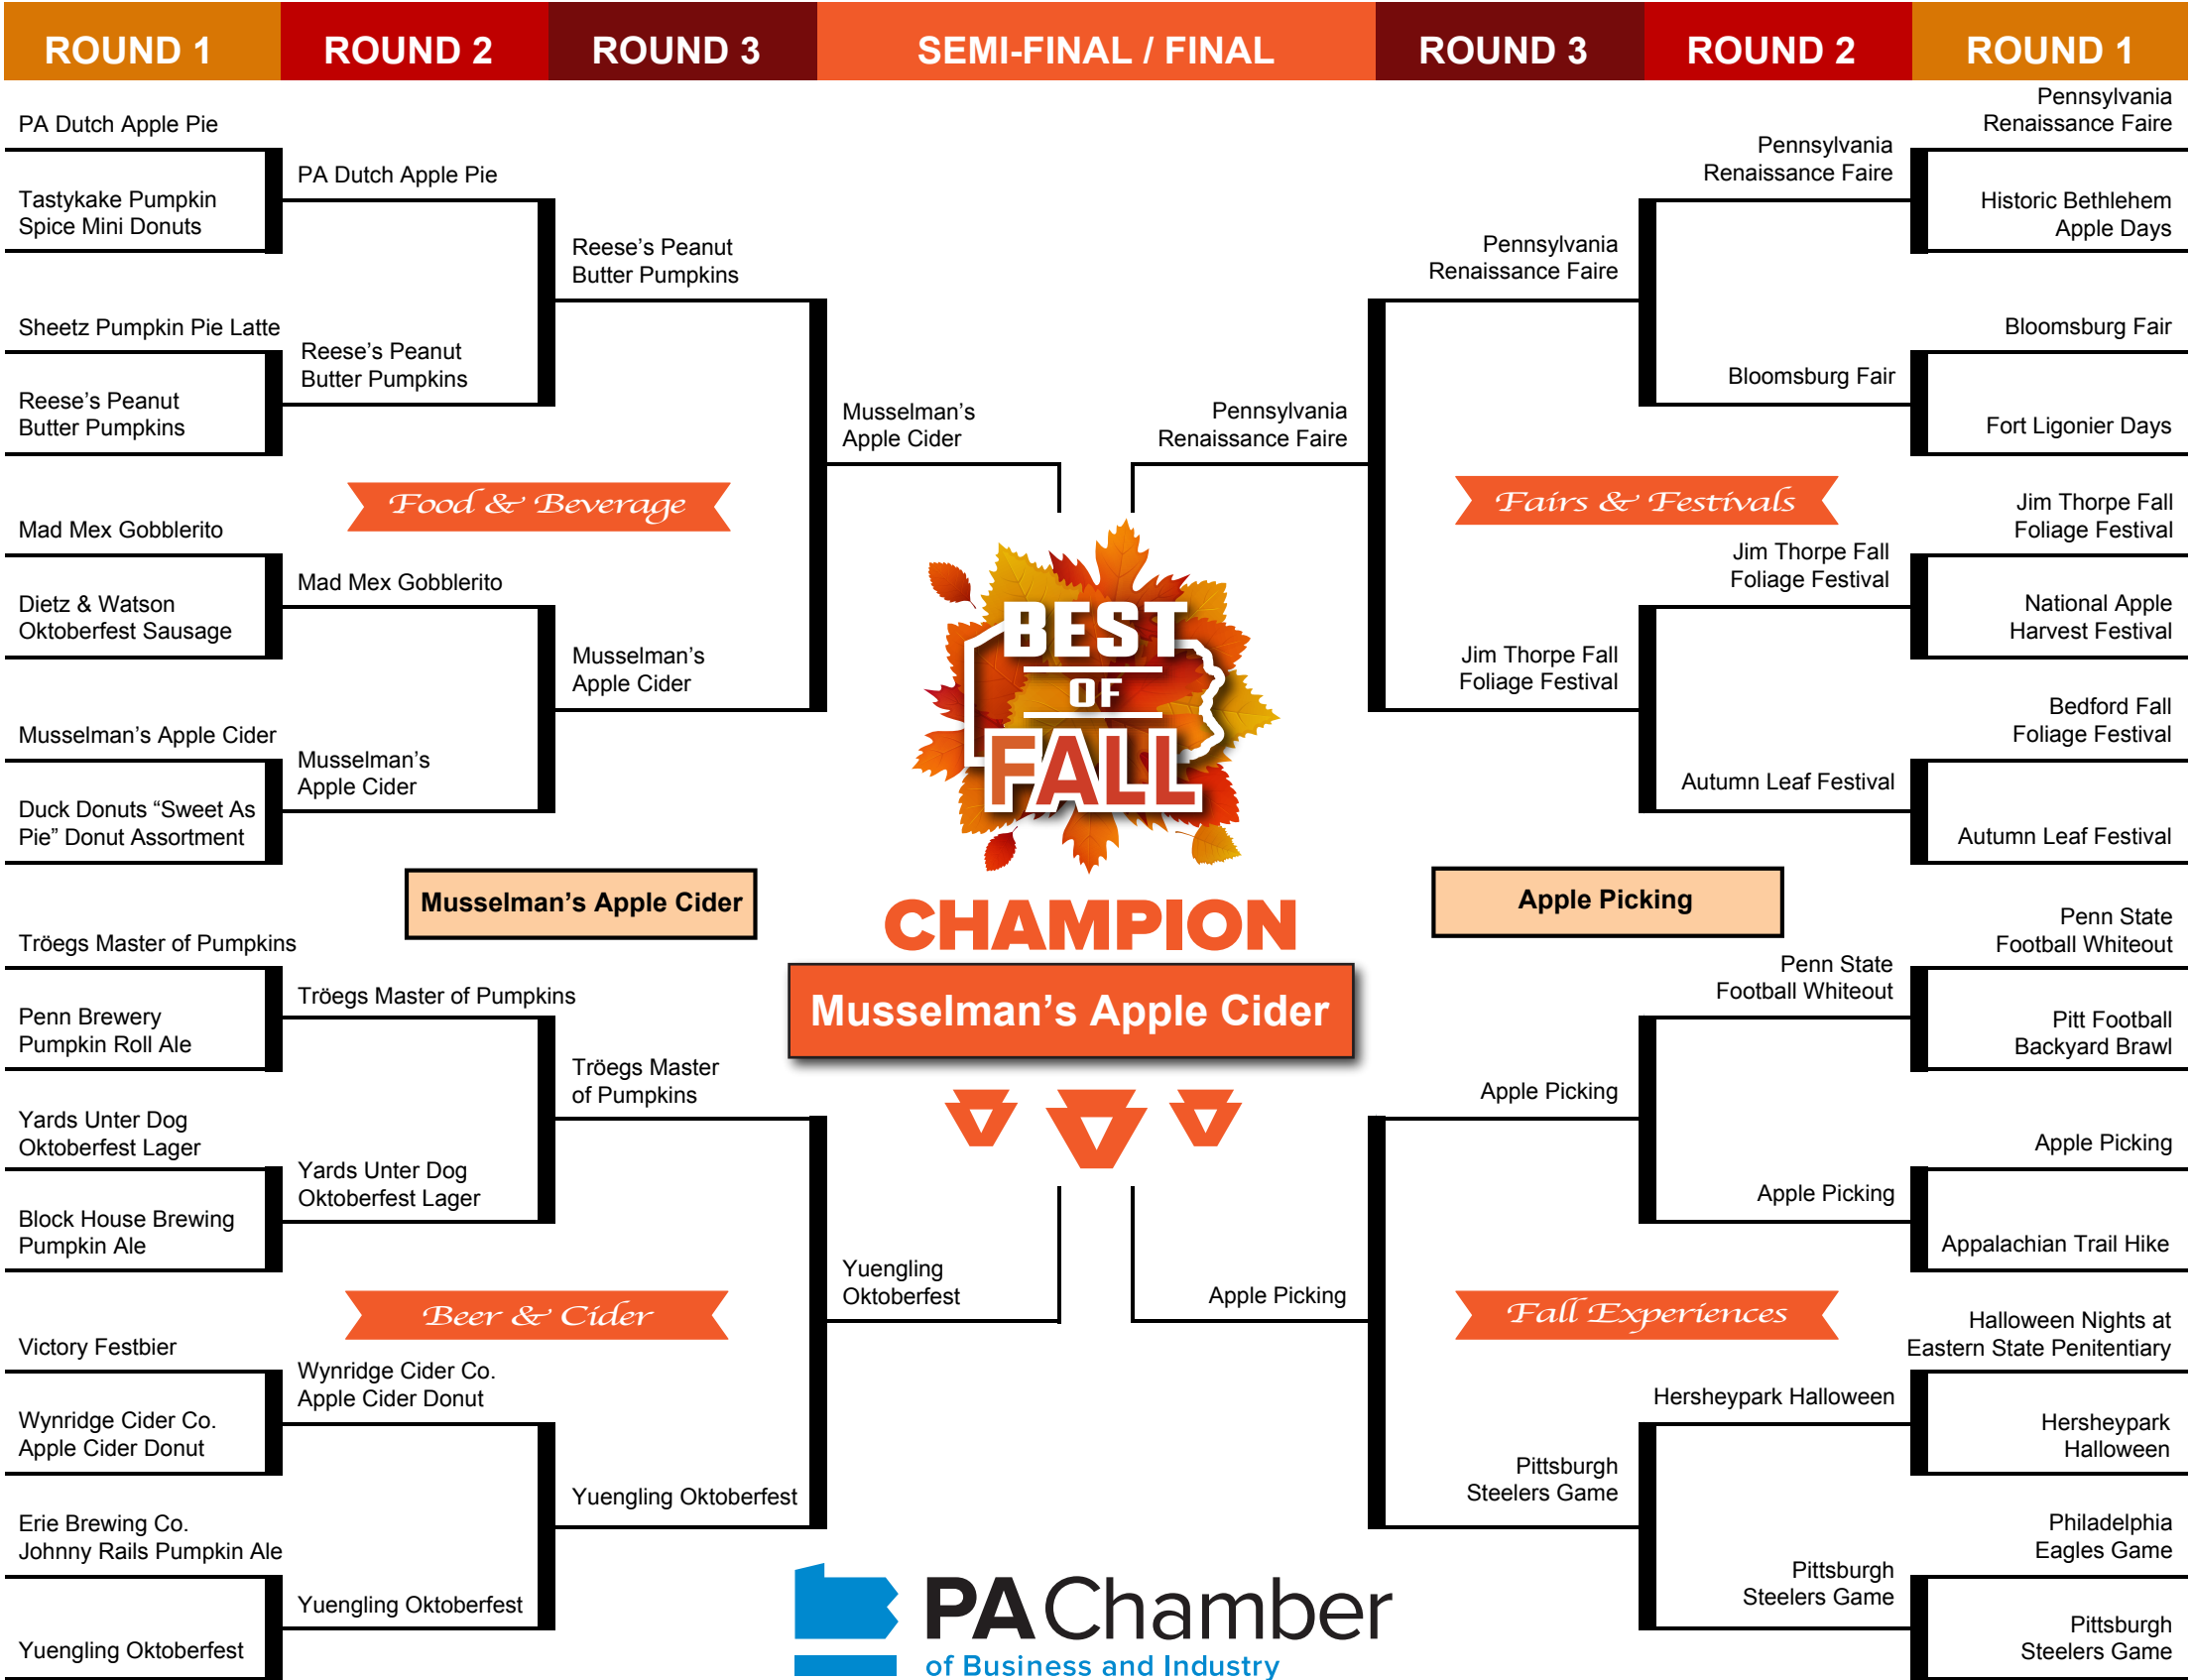 ROUND 1
ROUND 2
ROUND 3
SEMI-FINAL / FINAL
ROUND 3
ROUND 2
ROUND 1
PA Dutch Apple Pie
Tastykake Pumpkin
Spice Mini Donuts
Sheetz Pumpkin Pie Latte
Reese's Peanut
Butter Pumpkins
Mad Mex Gobblerito
Dietz & Watson
Oktoberfest Sausage
Musselman's Apple Cider
Duck Donuts “Sweet As
Pie” Donut Assortment
Tröegs Master of Pumpkins
Penn Brewery
Pumpkin Roll Ale
Yards Unter Dog
Oktoberfest Lager
Block House Brewing
Pumpkin Ale
Victory Festbier
Wynridge Cider Co.
Apple Cider Donut
Erie Brewing Co.
Johnny Rails Pumpkin Ale
Yuengling Oktoberfest
PA Dutch Apple Pie
Reese's Peanut
Butter Pumpkins
Food & Beverage
Mad Mex Gobblerito
Musselman's
Apple Cider
Musselman's Apple Cider
Tröegs Master of Pumpkins
Yards Unter Dog
Oktoberfest Lager
Beer & Cider
Wynridge Cider Co.
Apple Cider Donut
Yuengling Oktoberfest
Reese's Peanut
Butter Pumpkins
Musselman's
Apple Cider
Tröegs Master
of Pumpkins
Yuengling Oktoberfest
Musselman's
Apple Cider
Yuengling
Oktoberfest
BEST
OF
FALL
CHAMPION
Musselman's Apple Cider
PA Chamber
of Business and Industry
Pennsylvania
Renaissance Faire
Apple Picking
Pennsylvania
Renaissance Faire
Jim Thorpe Fall
Foliage Festival
Apple Picking
Pittsburgh
Steelers Game
Pennsylvania
Renaissance Faire
Bloomsburg Fair
Fairs & Festivals
Jim Thorpe Fall
Foliage Festival
Autumn Leaf Festival
Apple Picking
Penn State
Football Whiteout
Apple Picking
Fall Experiences
Hersheypark Halloween
Pittsburgh
Steelers Game
Pennsylvania
Renaissance Faire
Historic Bethlehem
Apple Days
Bloomsburg Fair
Fort Ligonier Days
Jim Thorpe Fall
Foliage Festival
National Apple
Harvest Festival
Bedford Fall
Foliage Festival
Autumn Leaf Festival
Penn State
Football Whiteout
Pitt Football
Backyard Brawl
Apple Picking
Appalachian Trail Hike
Halloween Nights at
Eastern State Penitentiary
Hersheypark
Halloween
Philadelphia
Eagles Game
Pittsburgh
Steelers Game